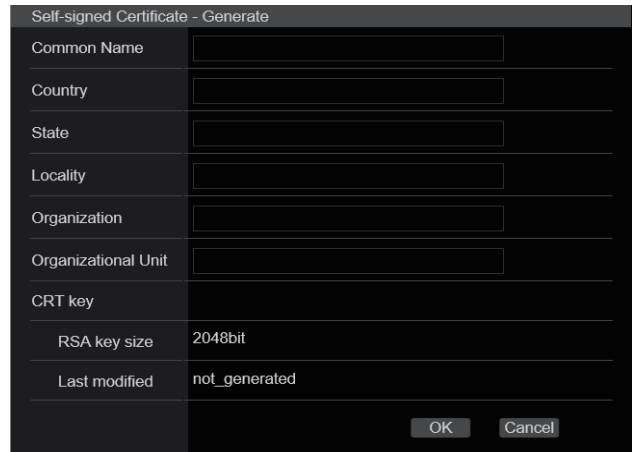 Self-signed Certificate - Generate
Common Name
Country
State
Locality
Organization
Organizational Unit
CRT key
RSA key size 2048bit
Last modified not_generated
OK Cancel